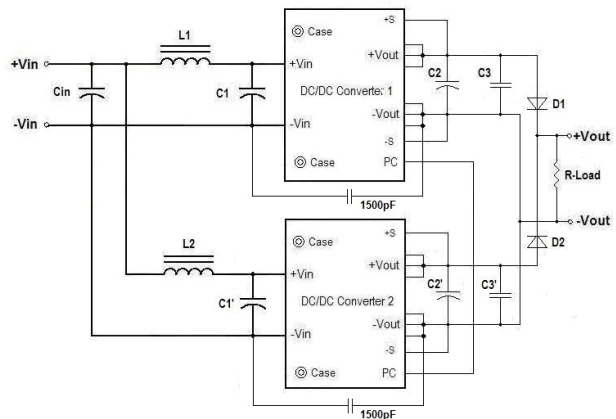 +S
Case
L1
+Vout
+Vin
+Vin
C2
C3
Cin
C1
DC/DC Converter 1
D1
-Vout
-Vin
-Vin
+Vout
-S
Case
PC
R-Load
1500pF
-Vout
L2
+S
Case
D2
+Vin
+Vout
C1'
DC/DC Converter 2
C2'
C3'
-Vout
-Vin
-S
Case
PC
1500pF